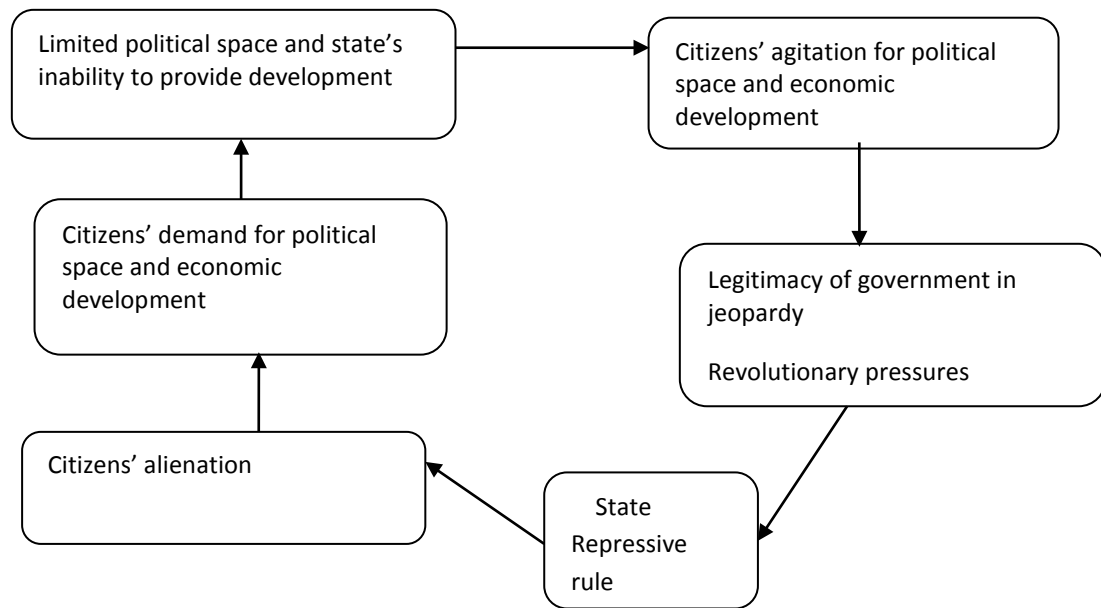 Limited political space and state’s
inability to provide development
Citizens’ agitation for political
space and economic
development
Citizens’ demand for political
space and economic
development
Legitimacy of government in
jeopardy
Revolutionary pressures
Citizens’ alienation
State
Repressive
rule